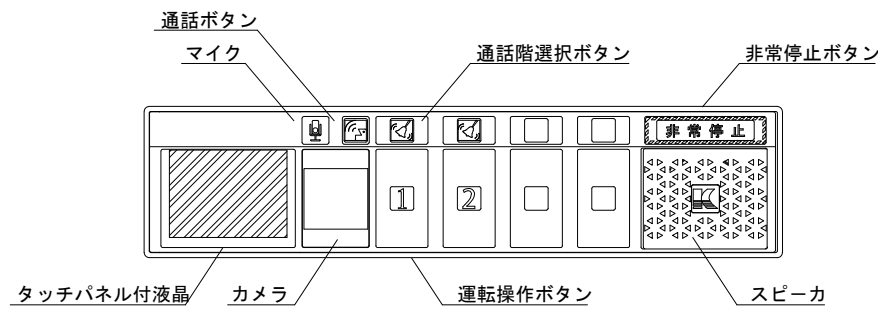 通話ボタン
マイク
通話階選択ボタン
非常停止ボタン
非常停止
1
2
K
タッチパネル付液晶
カメラ
運転操作ボタン
スピーカ